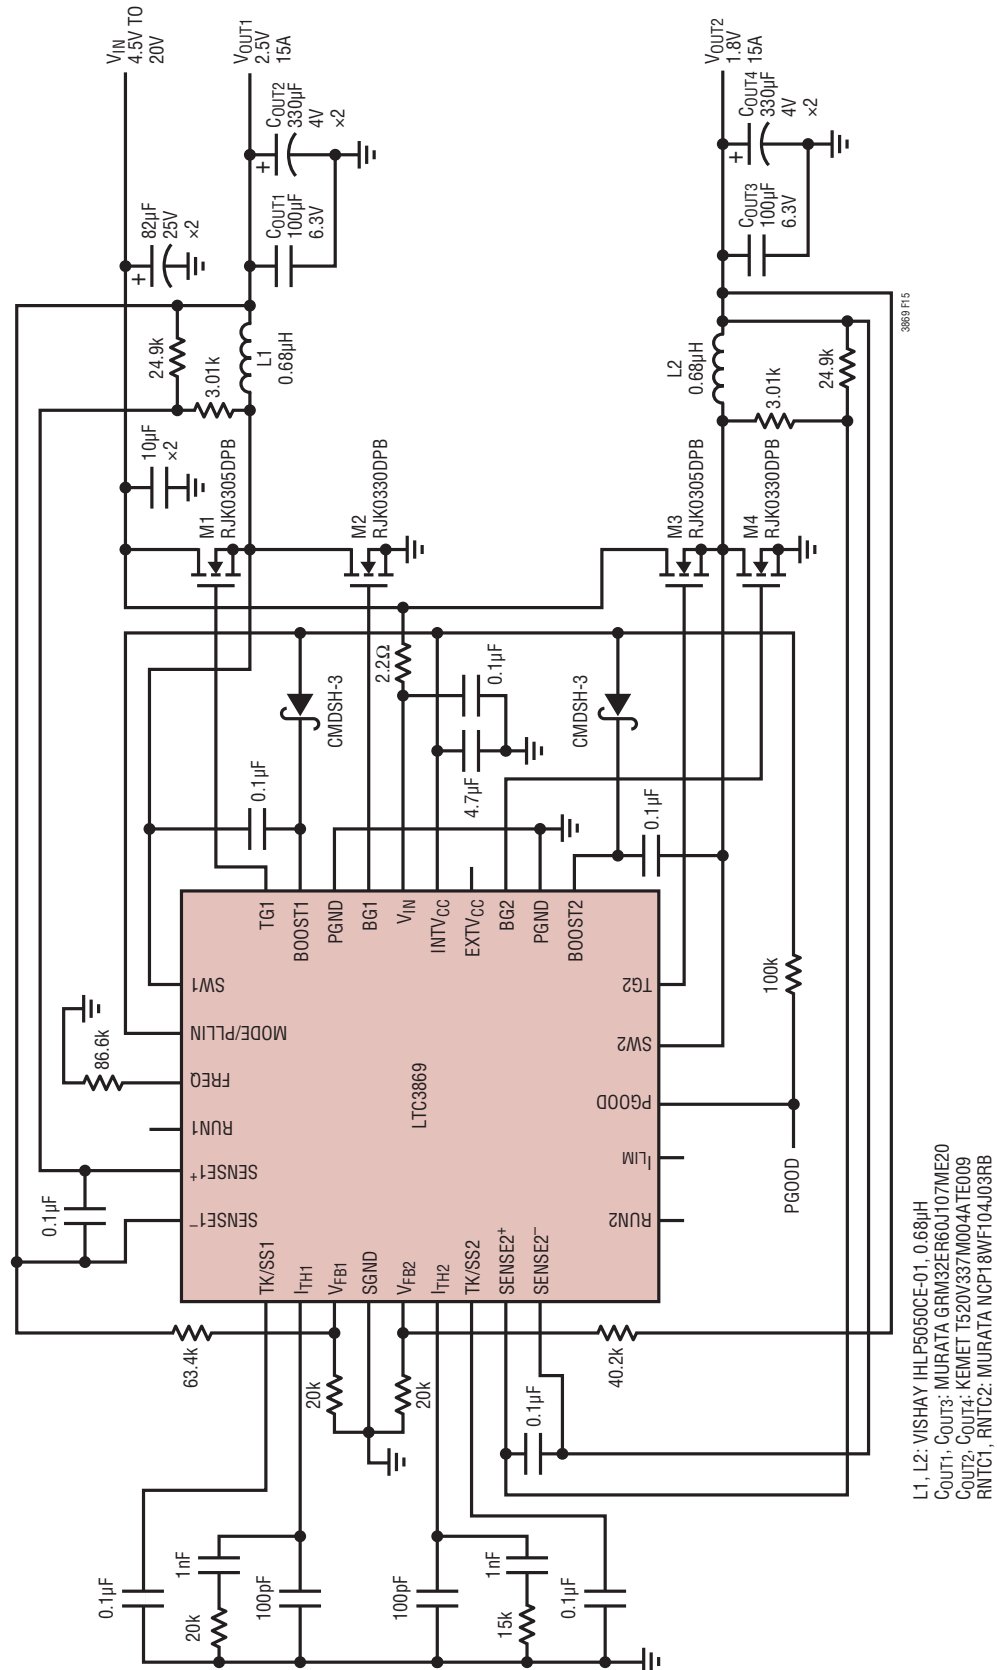 VIN
4.5V TO
20V
VOUT1
2.5V
15A
COUT2
330µF
4V
×2
COUT1
100µF
6.3V
82µF
25V
×2
+
+
24.9k
3.01k
L1
0.68µH
10µF
×2
M1
RJK0305DPB
M2
RJK0330DPB
VOUT2
1.8V
15A
COUT4
330µF
4V
×2
COUT3
100µF
6.3V
+
L2
0.68µH
3.01k
24.9k
M3
RJK0305DPB
M4
RJK0330DPB
3869 F15
2.2Ω
CMDSH-3
0.1µF
4.7µF
CMDSH-3
0.1µF
0.1µF
TG1
BOOST1
PGND
BG1
VIN
INTVCC
EXTVCC
BG2
PGND
BOOST2
SW1
MODE/PLLIN
FREQ
RUN1
SENSE1+
SENSE1–
86.6k
0.1µF
LTC3869
TG2
SW2
PGOOD
ILIM
RUN2
100k
PGOOD
TK/SS1
ITH1
VFB1
SGND
VFB2
ITH2
TK/SS2
SENSE2+
SENSE2–
63.4k
20k
20k
40.2k
0.1µF
0.1µF
1nF
20k
100pF
100pF
1nF
15k
0.1µF
L1, L2: VISHAY IHLP5050CE-01, 0.68µH
COUT1, COUT3: MURATA GRM32ER60J107ME20
COUT2, COUT4: KEMET T520V337M004ATE009
RNTC1, RNTC2: MURATA NCP18WF104J03RB